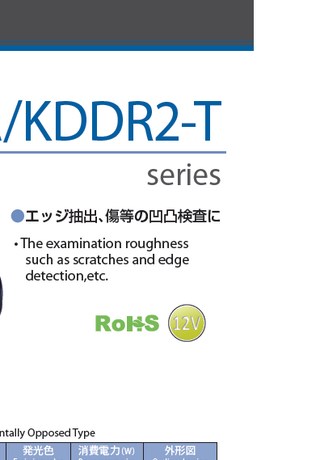 /KDDR2-T
series
●エッジ抽出、傷等の凹凸検査に
• The examination roughness
such as scratches and edge
detection,etc.
RoHS 12V
Opposed Type
発光色 消費電力(W) 外形図